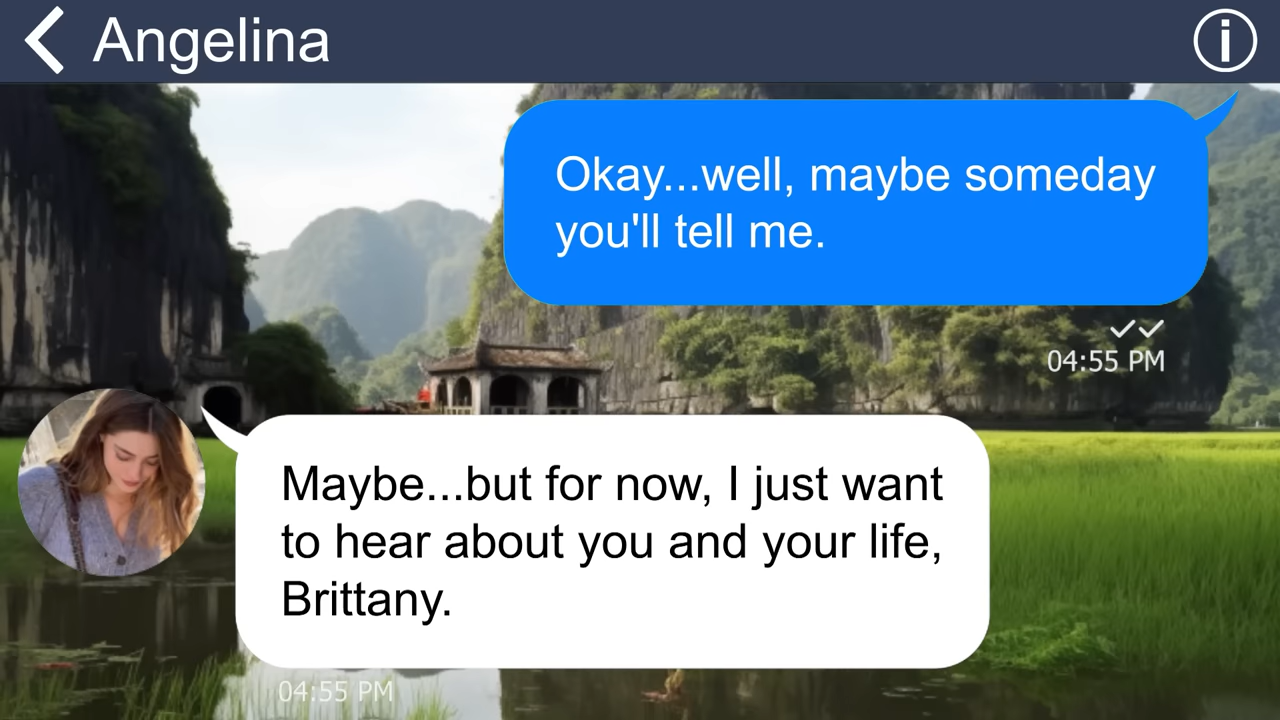 Angelina
Okay...well, maybe someday
you'll tell me.
04:55 PM
Maybe...but for now, I just want
to hear about you and your life,
Brittany.
04:55 PM